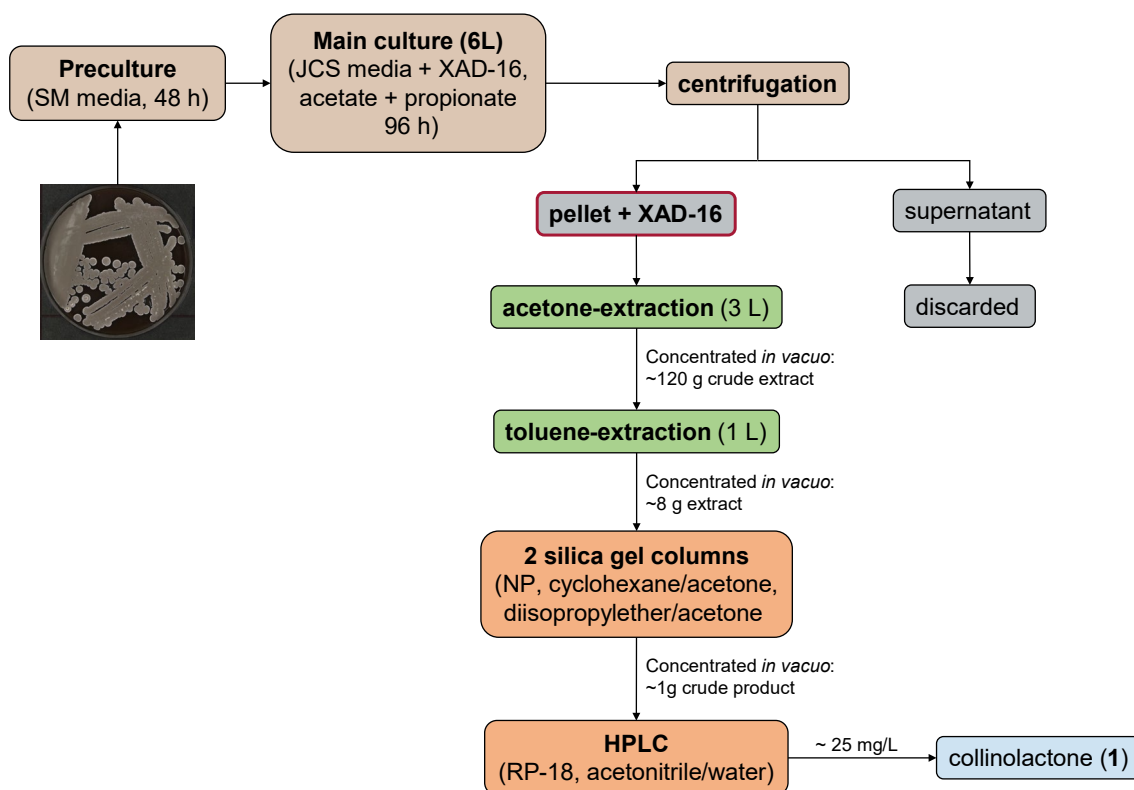 Preculture
(SM media, 48 h)
Main culture (6L)
(JCS media + XAD-16,
acetate + propionate
96 h)
centrifugation
pellet + XAD-16
supernatant
acetone-extraction (3 L)
discarded
Concentrated in vacuo:
~120 g crude extract
toluene-extraction (1 L)
Concentrated in vacuo:
~8 g extract
2 silica gel columns
(NP, cyclohexane/acetone,
diisopropylether/acetone
Concentrated in vacuo:
~1g crude product
HPLC
(RP-18, acetonitrile/water)
~ 25 mg/L
collinolactone (1)